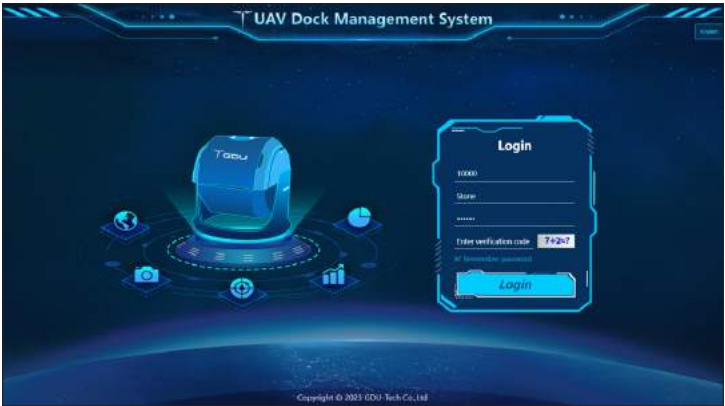 UAV Dock Management System
English
GDU
Login
10000
Stone
........
Enter verification code 7+2=?
Remember password
Login
Copyright © 2023 GDU-Tech Co.,Ltd